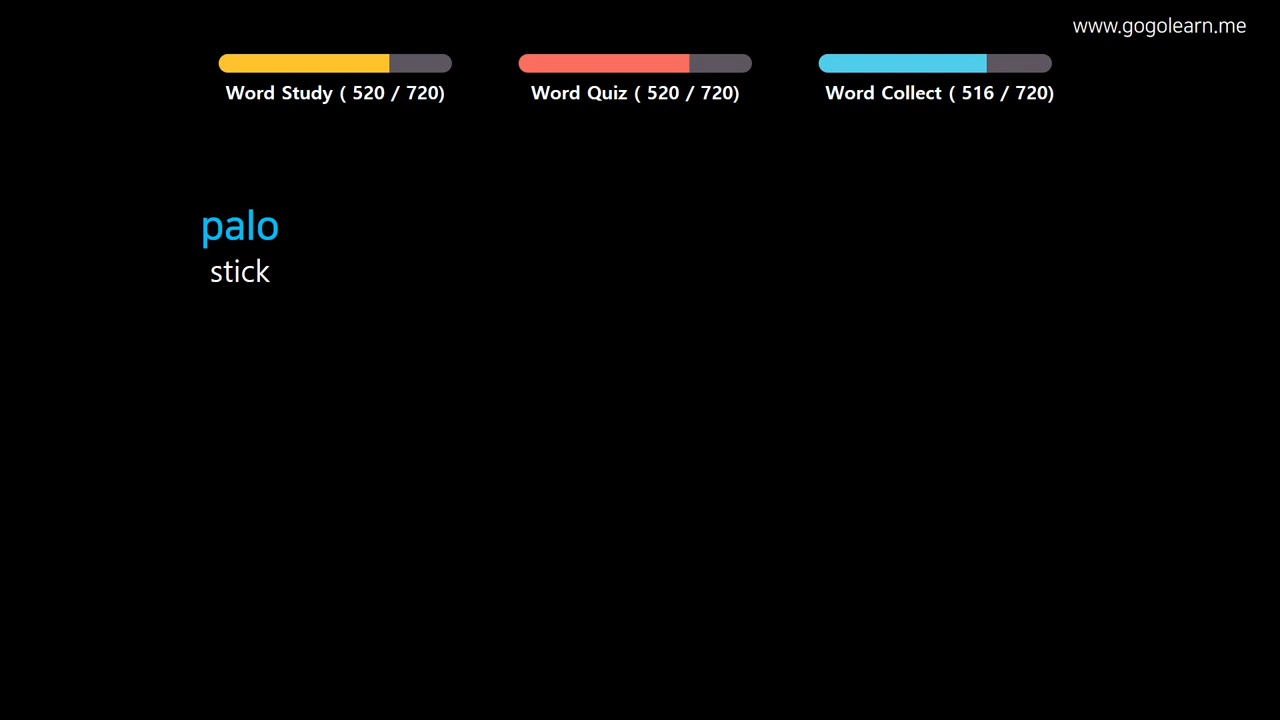 www.gogolearn.me
Word Study ( 520 / 720)
Word Quiz ( 520 / 720)
Word Collect ( 516 / 720)
palo
stick